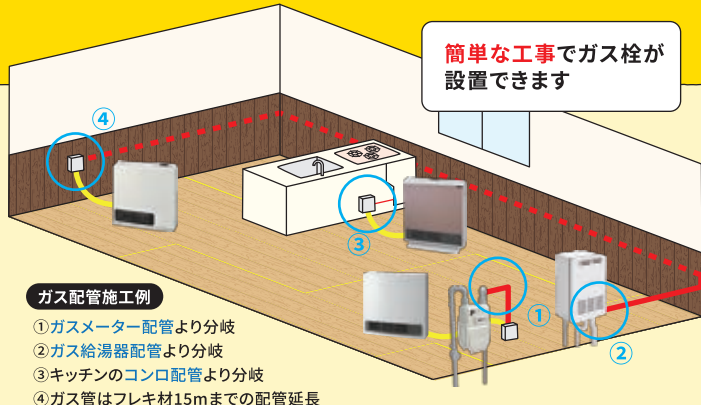 簡単な工事でガス栓が
設置できます
④
③
①
②
ガス配管施工例
①ガスメーター配管より分岐
②ガス給湯器配管より分岐
③キッチンのコンロ配管より分岐
④ガス管はフレキ材15mまでの配管延長